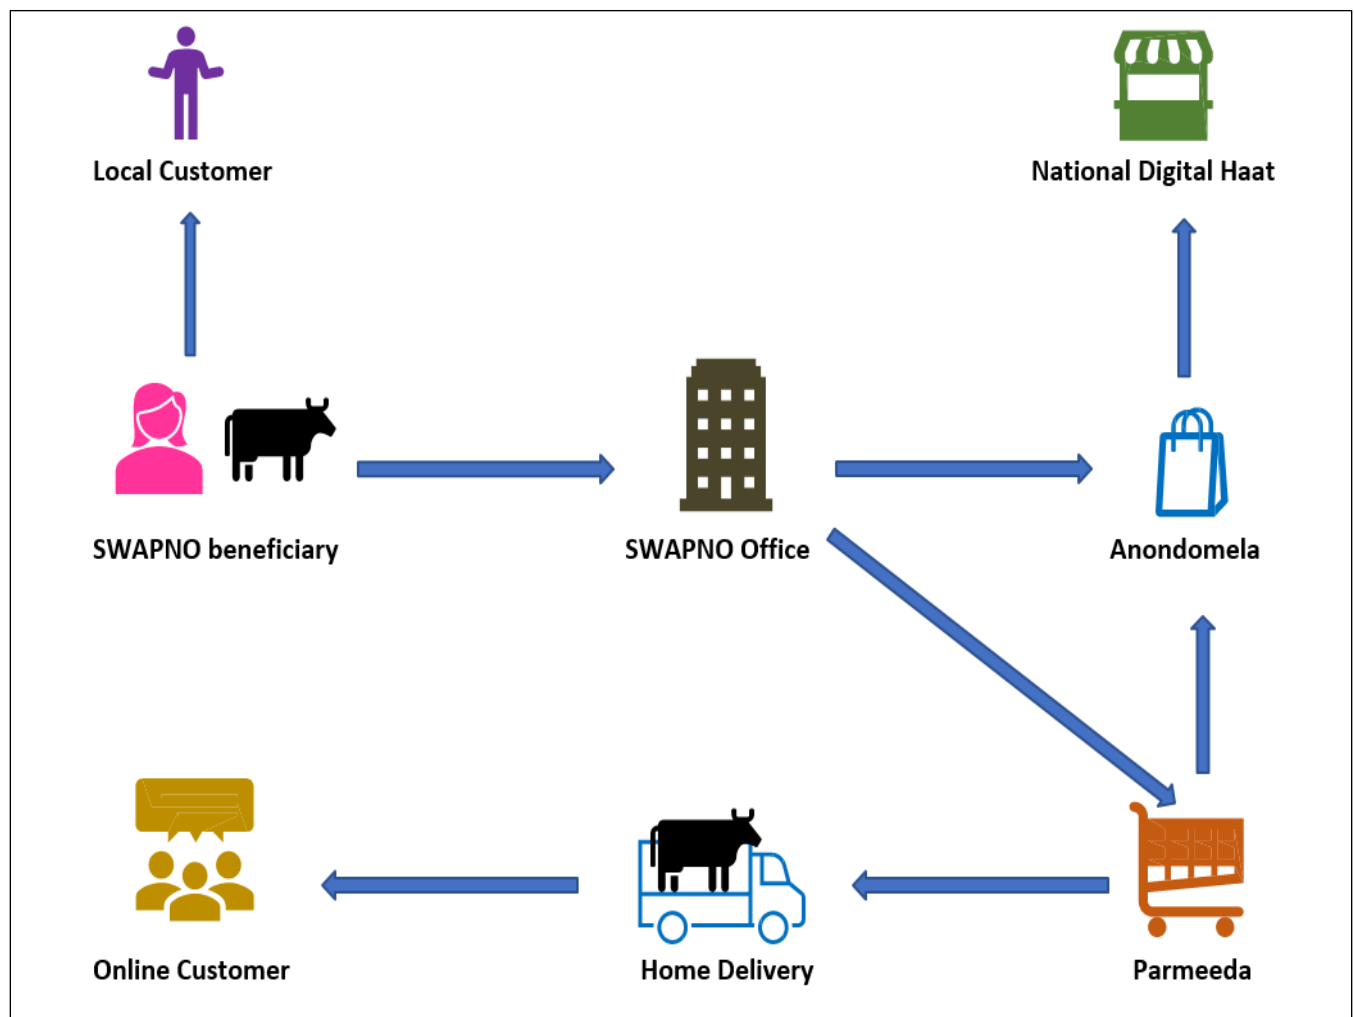 Local Customer
National Digital Haat
SWAPNO beneficiary
SWAPNO Office
Anondomela
Online Customer
Home Delivery
Parmeeda